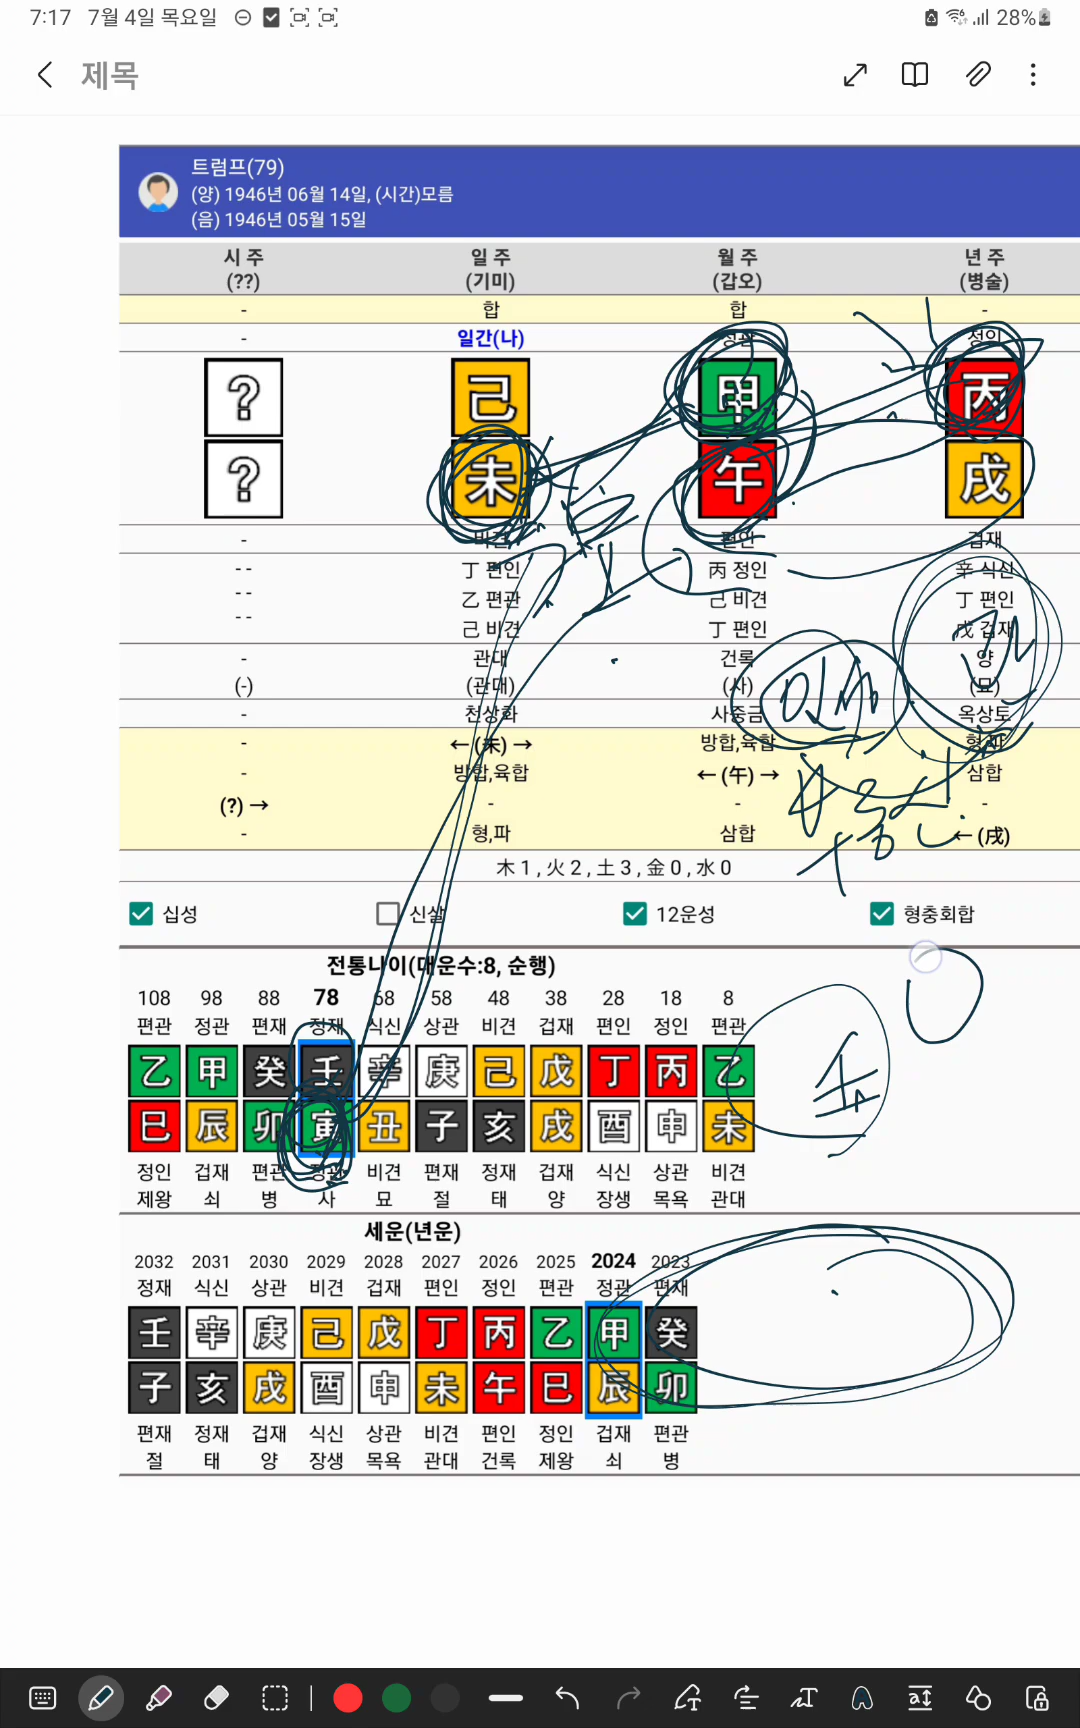 7:17 7월 4일 목요일
28%
제목
트럼프(79)
(양) 1946년 06월 14일, (시간)모름
(음) 1946년 05월 15일
시 주 일 주 월 주 년 주
(??) (기미) (갑오) (병술)
- 합 합 -
- 일간(나) 정관 정인
? 己 甲 丙
? 未 午 戌
- 비견 편인 겁재
- - 丁 편인 丙 정인 辛 식신
- - 乙 편관 己 비견 丁 편인
- - 己 비견 丁 편인 戊 겁재
- 관대 건록 양
(-) (관대) (사) (묘)
- 천상화 사중금 옥상토
- ← (未) → 방합,육합 형,파
- 방합,육합 ← (午) → 삼합
(?) → - - -
- 형,파 삼합 ← (戌)
木 1 , 火 2 , 土 3 , 金 0 , 水 0
십성 신살 12운성 형충회합
전통나이(대운수:8, 순행)
108 98 88 78 68 58 48 38 28 18 8
편관 정관 편재 정재 식신 상관 비견 겁재 편인 정인 편관
乙 甲 癸 壬 辛 庚 己 戊 丁 丙 乙
巳 辰 卯 寅 丑 子 亥 戌 酉 申 未
정인 겁재 편관 정관 비견 편재 정재 겁재 식신 상관 비견
제왕 쇠 병 사 묘 절 태 양 장생 목욕 관대
壬
세운(년운)
2032 2031 2030 2029 2028 2027 2026 2025 2024 2023
정재 식신 상관 비견 겁재 편인 정인 편관 정관 편재
壬 辛 庚 己 戊 丁 丙 乙 甲 癸
子 亥 戌 酉 申 未 午 巳 辰 卯
편재 정재 겁재 식신 상관 비견 편인 정인 겁재 편관
절 태 양 장생 목욕 관대 건록 제왕 쇠 병